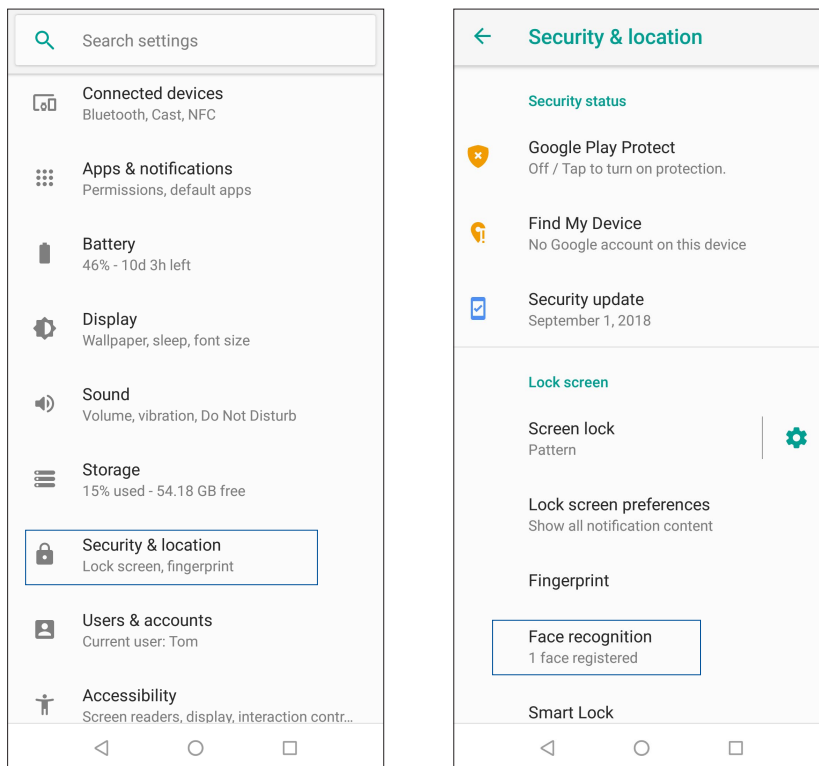 Search settings
Connected devices
Bluetooth, Cast, NFC
Apps & notifications
Permissions, default apps
Battery
46% - 10d 3h left
Display
Wallpaper, sleep, font size
Sound
Volume, vibration, Do Not Disturb
Storage
15% used - 54.18 GB free
Security & location
Lock screen, fingerprint
Users & accounts
Current user: Tom
Accessibility
Screen readers, display, interaction contr...
Security & location
Security status
Google Play Protect
Off / Tap to turn on protection.
Find My Device
No Google account on this device
Security update
September 1, 2018
Lock screen
Screen lock
Pattern
Lock screen preferences
Show all notification content
Fingerprint
Face recognition
1 face registered
Smart Lock